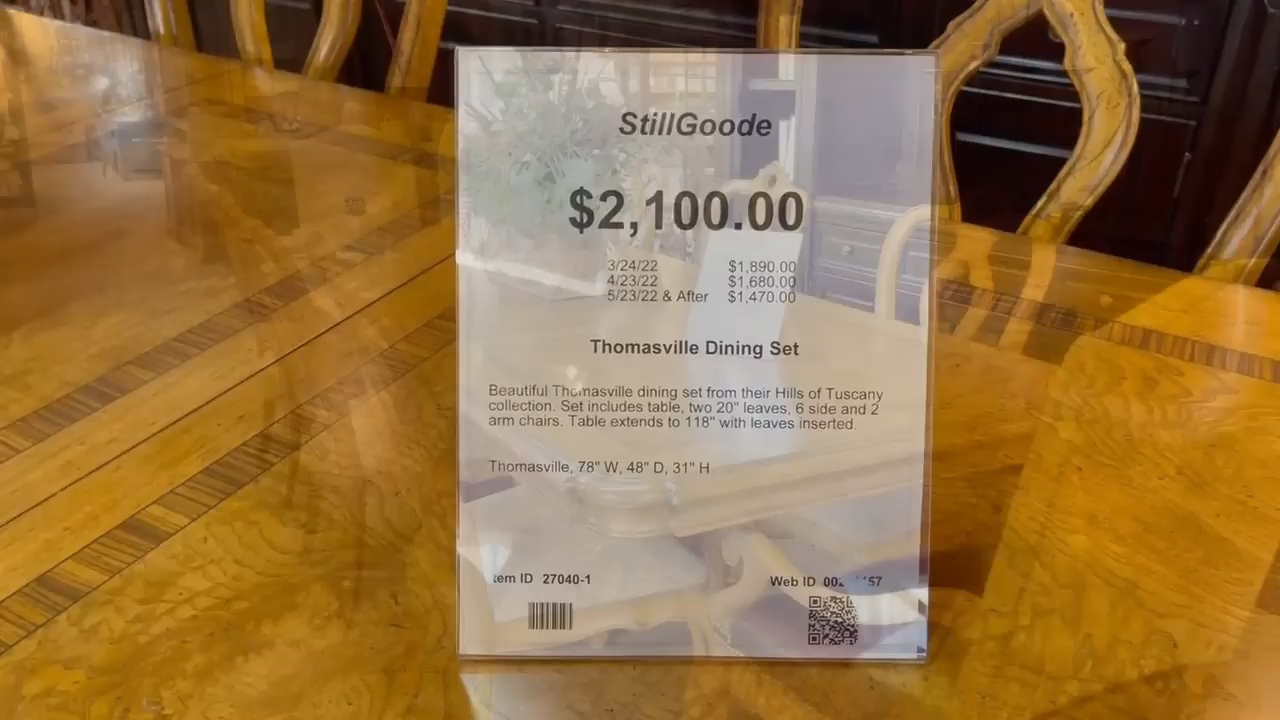 StillGoode
$2,100.00
3/24/22 $1,890.00
4/23/22 $1,680.00
5/23/22 & After $1,470.00
Thomasville Dining Set
Beautiful Thomasville dining set from their Hills of Tuscany
collection. Set includes table, two 20" leaves, 6 side and 2
arm chairs. Table extends to 118" with leaves inserted.
Thomasville, 78" W, 48" D, 31" H
Item ID 27040-1 Web ID